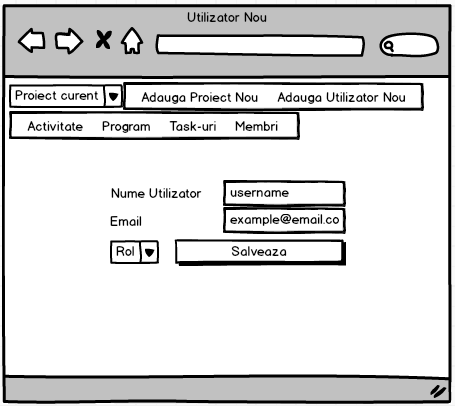 Utilizator Nou
Proiect curent Adauga Proiect Nou Adauga Utilizator Nou
Activitate Program Task-uri Membri
Nume Utilizator username
Email example@email.co
Rol Salveaza